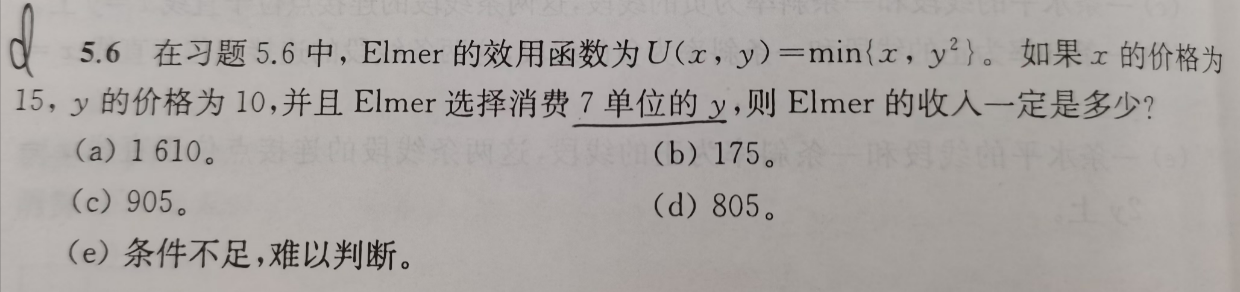 d
5.6 在习题 5.6 中, Elmer 的效用函数为 U(x, y)=min{x, y²}。如果 x 的价格为
15, y 的价格为 10,并且 Elmer 选择消费 7 单位的 y,则 Elmer 的收入一定是多少?
(a) 1 610。 (b) 175。
(c) 905。 (d) 805。
(e) 条件不足,难以判断。